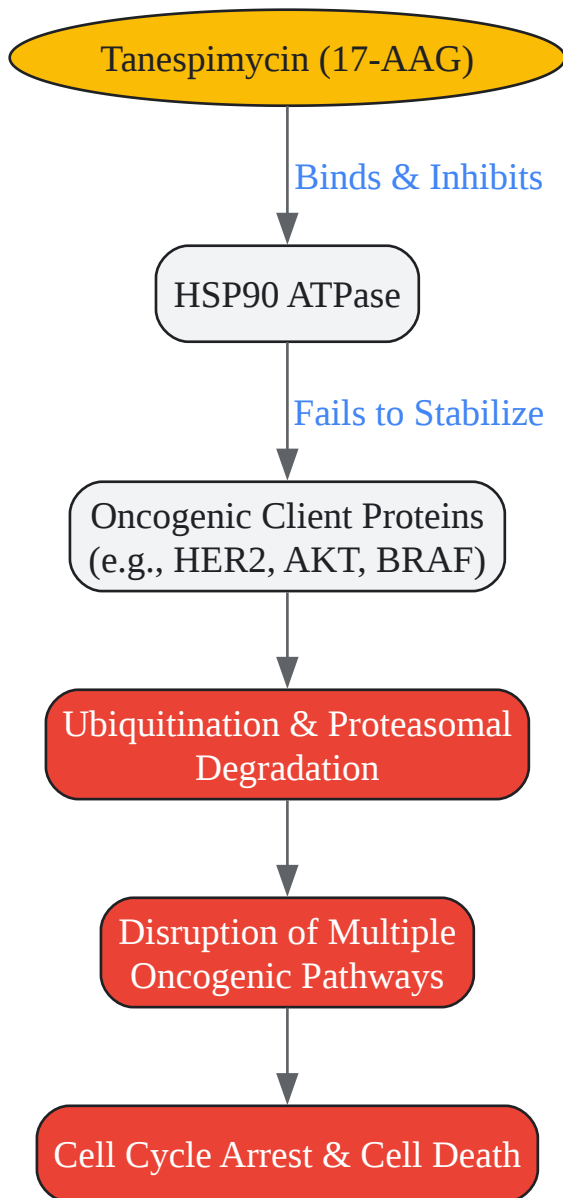 Tanespimycin (17-AAG)
Binds & Inhibits
HSP90 ATPase
Fails to Stabilize
Oncogenic Client Proteins
(e.g., HER2, AKT, BRAF)
Ubiquitination & Proteasomal
Degradation
Disruption of Multiple
Oncogenic Pathways
Cell Cycle Arrest & Cell Death